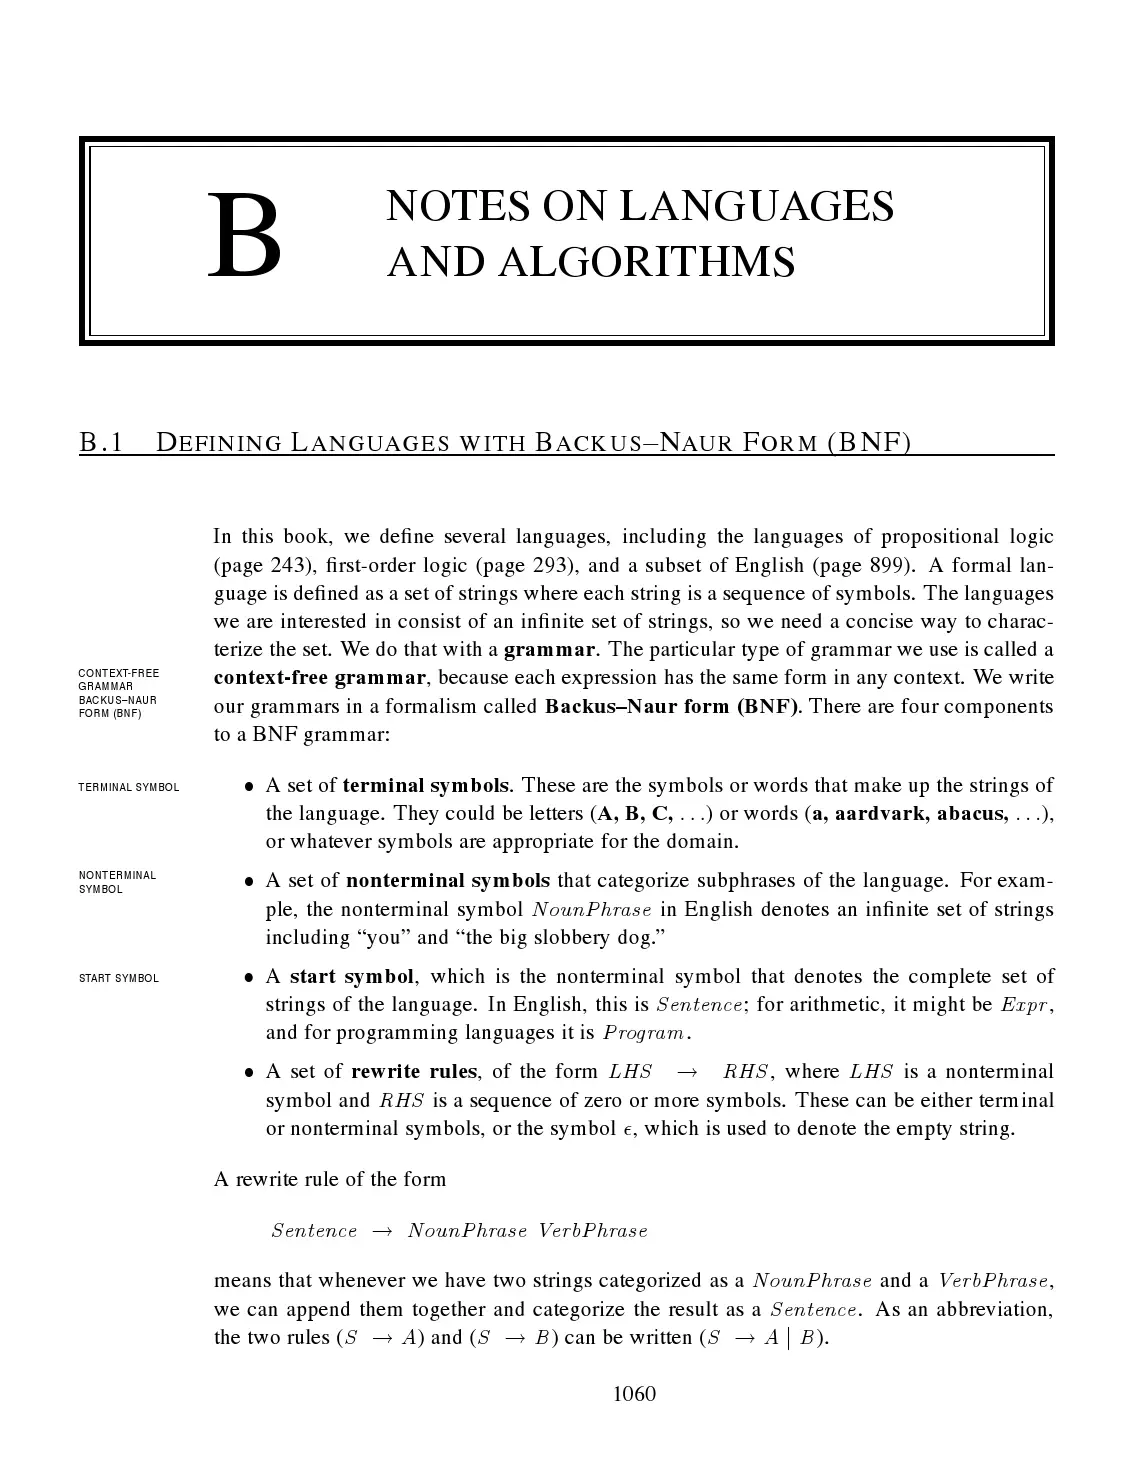 B
NOTES ON LANGUAGES
AND ALGORITHMS
B.1 DEFINING LANGUAGES WITH BACKUS–NAUR FORM (BNF)
In this book, we define several languages, including the languages of propositional logic
(page 243), first-order logic (page 293), and a subset of English (page 899). A formal lan-
guage is defined as a set of strings where each string is a sequence of symbols. The languages
we are interested in consist of an infinite set of strings, so we need a concise way to charac-
terize the set. We do that with a grammar. The particular type of grammar we use is called a
CONTEXT-FREE
GRAMMAR
context-free grammar, because each expression has the same form in any context. We write
BACKUS–NAUR
FORM (BNF)
our grammars in a formalism called Backus–Naur form (BNF). There are four components
to a BNF grammar:
TERMINAL SYMBOL
• A set of terminal symbols. These are the symbols or words that make up the strings of
the language. They could be letters (A, B, C, . . .) or words (a, aardvark, abacus, . . .),
or whatever symbols are appropriate for the domain.
NONTERMINAL
SYMBOL
• A set of nonterminal symbols that categorize subphrases of the language. For exam-
ple, the nonterminal symbol NounPhrase in English denotes an infinite set of strings
including “you” and “the big slobbery dog.”
START SYMBOL
• A start symbol, which is the nonterminal symbol that denotes the complete set of
strings of the language. In English, this is Sentence; for arithmetic, it might be Expr,
and for programming languages it is Program.
• A set of rewrite rules, of the form LHS → RHS, where LHS is a nonterminal
symbol and RHS is a sequence of zero or more symbols. These can be either terminal
or nonterminal symbols, or the symbol ϵ, which is used to denote the empty string.
A rewrite rule of the form
Sentence → NounPhrase VerbPhrase
means that whenever we have two strings categorized as a NounPhrase and a VerbPhrase,
we can append them together and categorize the result as a Sentence. As an abbreviation,
the two rules (S → A) and (S → B) can be written (S → A | B).
1060